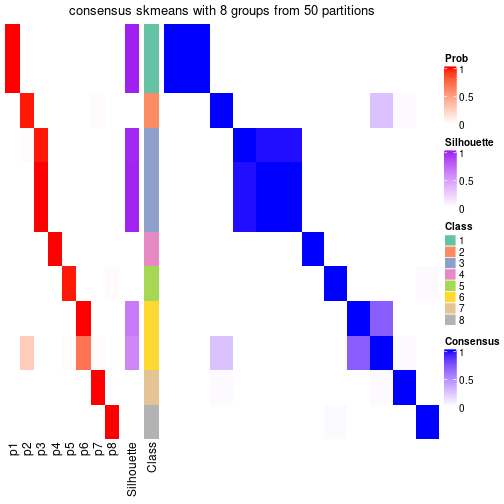 consensus skmeans with 8 groups from 50 partitions
Prob
1
0.5
0
Silhouette
1
0.5
0
Class
1
2
3
4
5
6
7
8
Consensus
1
0.5
0
p1
p2
p3
p4
p5
p6
p7
p8
Silhouette
Class